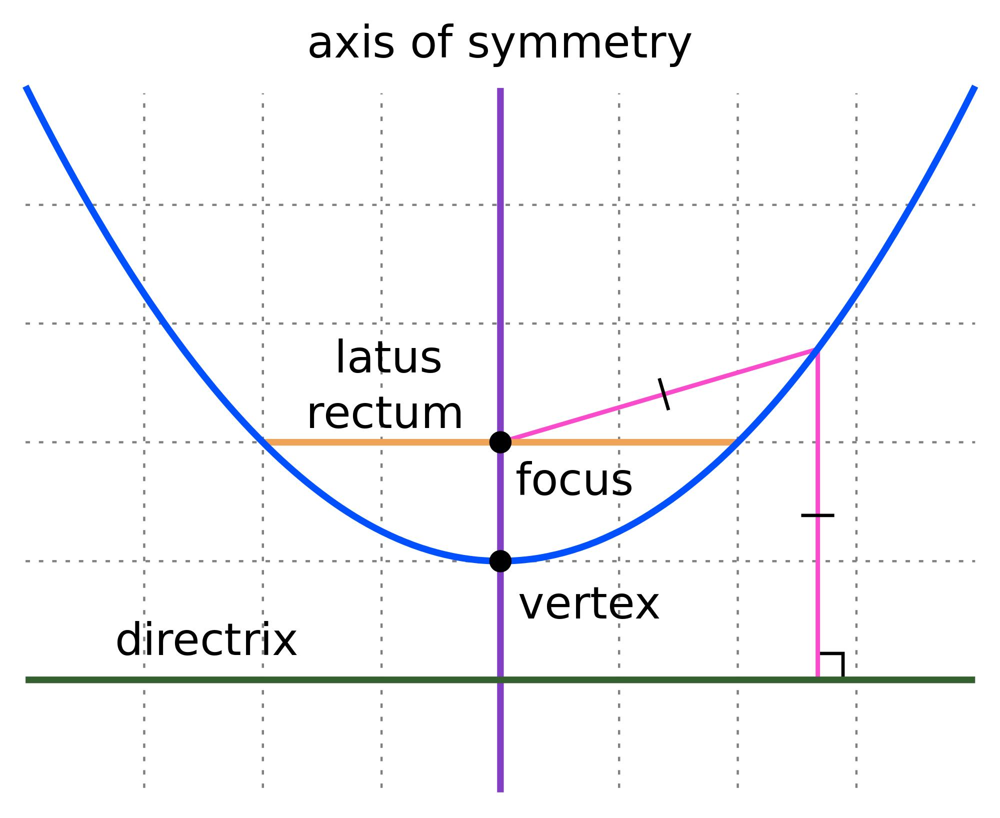 axis of symmetry
latus
rectum
focus
vertex
directrix